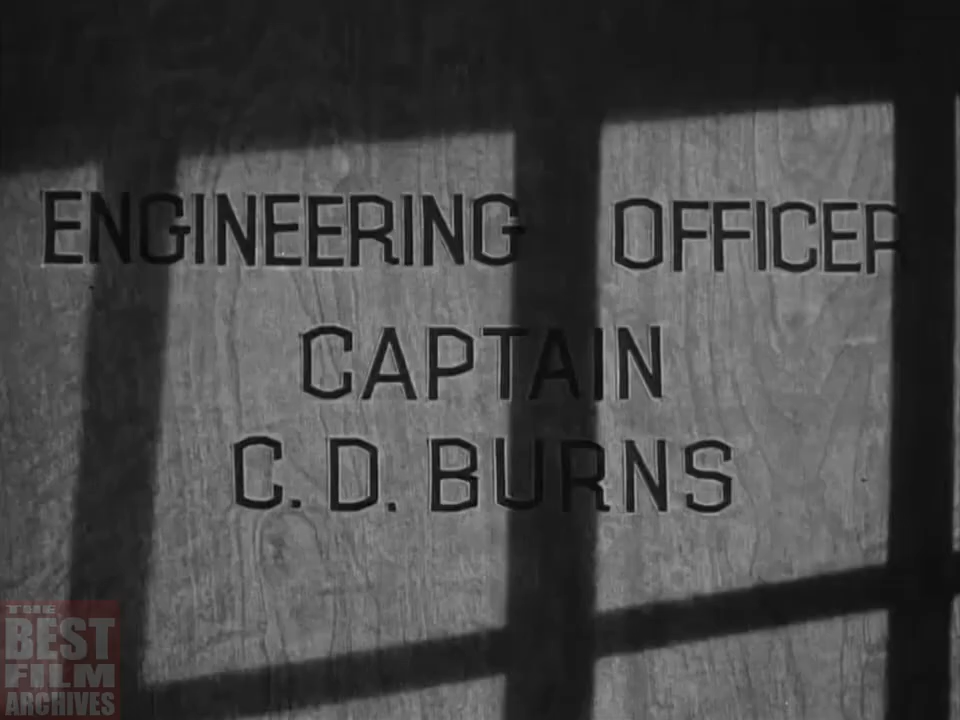 ENGINEERING OFFICER
CAPTAIN
C. D. BURNS
THE
BEST
FILM
ARCHIVES